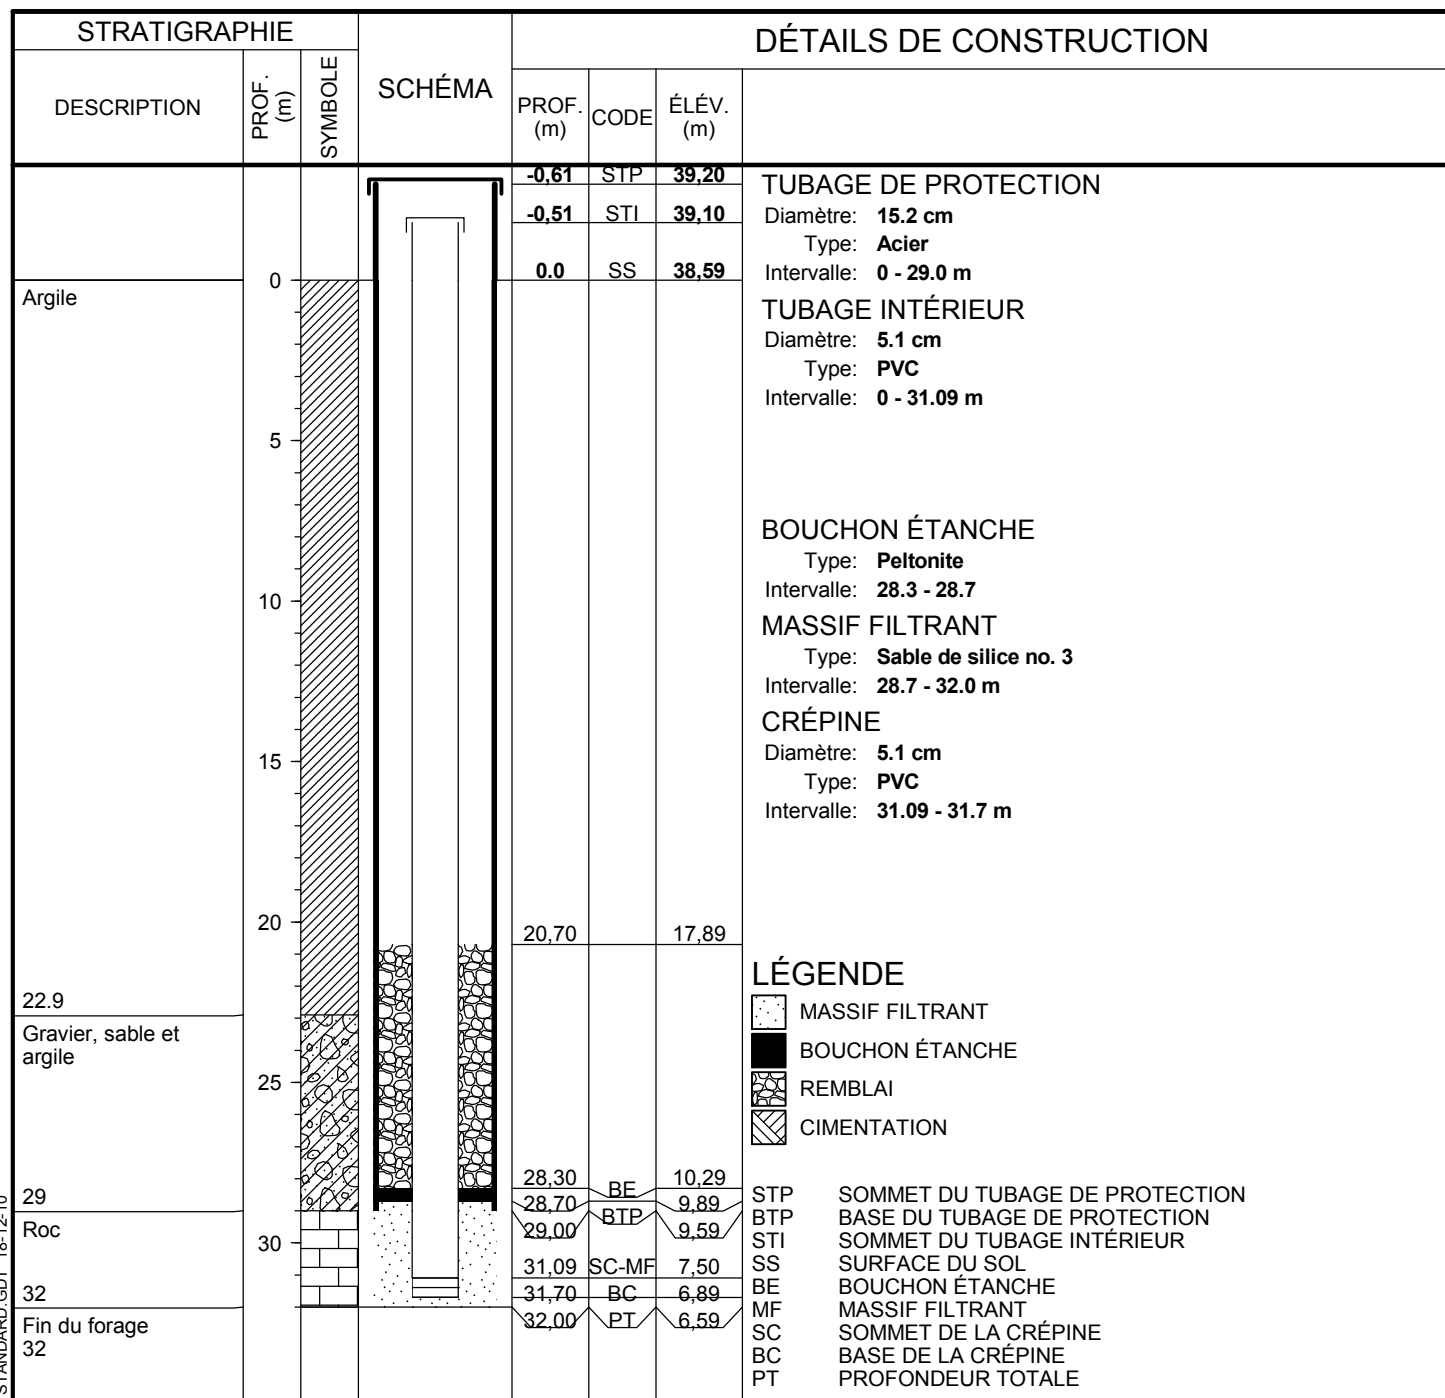 STRATIGRAPHIE
DESCRIPTION
PROF. (m)
SYMBOLE
SCHÉMA
DÉTAILS DE CONSTRUCTION
PROF. (m)
CODE
ÉLÉV. (m)
-0,61 STP 39,20
-0,51 STI 39,10
0.0 SS 38,59
20,70 17,89
28,30 BE 10,29
28,70 9,89
BTP
29,00 9,59
31,09 SC-MF 7,50
31,70 BC 6,89
32,00 PT 6,59
0
5
10
15
20
25
30
Argile
22.9
Gravier, sable et
argile
29
Roc
32
Fin du forage
32
TUBAGE DE PROTECTION
Diamètre: 15.2 cm
Type: Acier
Intervalle: 0 - 29.0 m
TUBAGE INTÉRIEUR
Diamètre: 5.1 cm
Type: PVC
Intervalle: 0 - 31.09 m
BOUCHON ÉTANCHE
Type: Peltonite
Intervalle: 28.3 - 28.7
MASSIF FILTRANT
Type: Sable de silice no. 3
Intervalle: 28.7 - 32.0 m
CRÉPINE
Diamètre: 5.1 cm
Type: PVC
Intervalle: 31.09 - 31.7 m
LÉGENDE
MASSIF FILTRANT
BOUCHON ÉTANCHE
REMBLAI
CIMENTATION
STP SOMMET DU TUBAGE DE PROTECTION
BTP BASE DU TUBAGE DE PROTECTION
STI SOMMET DU TUBAGE INTÉRIEUR
SS SURFACE DU SOL
BE BOUCHON ÉTANCHE
MF MASSIF FILTRANT
SC SOMMET DE LA CRÉPINE
BC BASE DE LA CRÉPINE
PT PROFONDEUR TOTALE
STANDARD.GDT 18-12-10